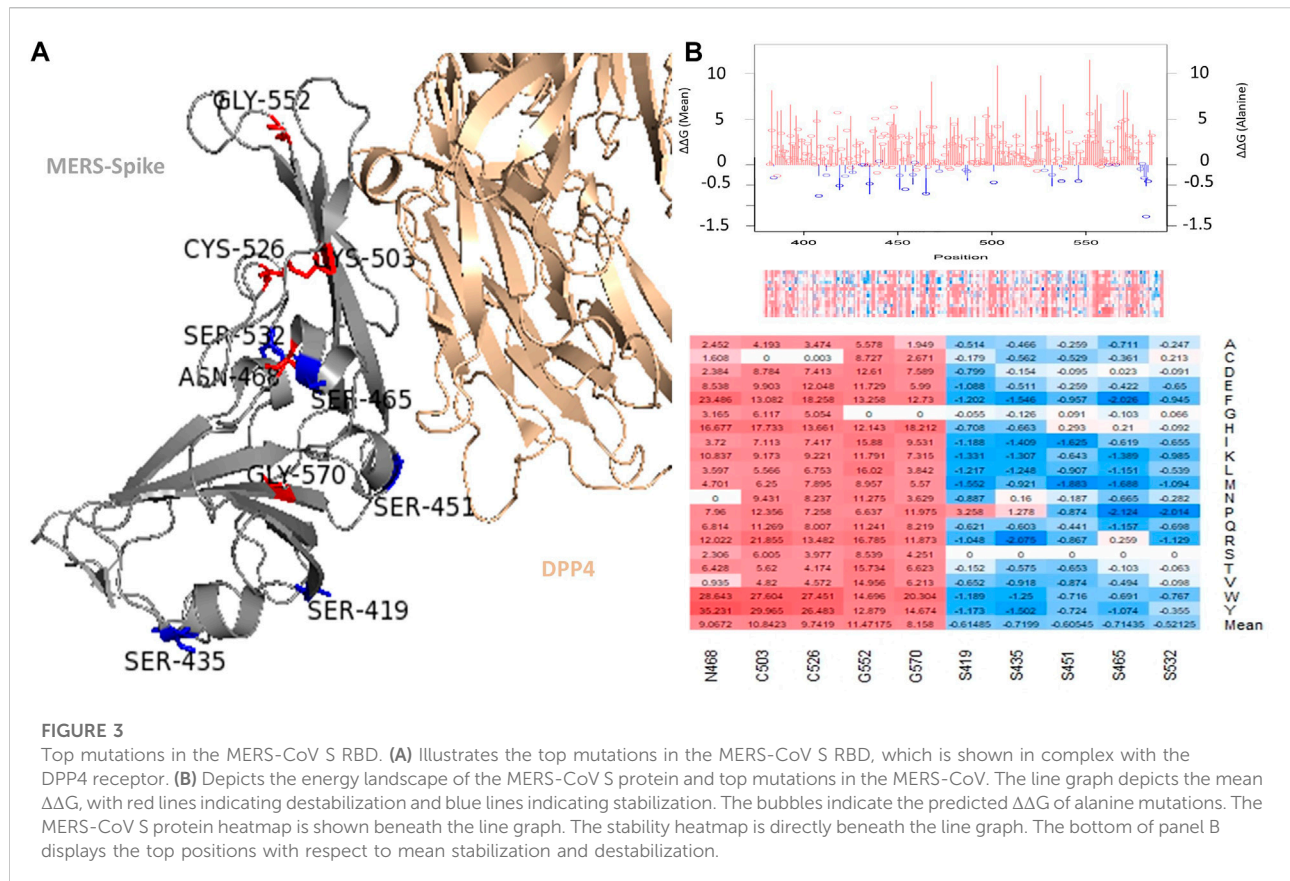 A
GLY-552
MERS-Spike
CYS-526
CYS-503
SER-532
ASN-468
SER-465
GLY-570
SER-451
DPP4
SER-419
SER-435
B
10
5
0
-0.5
-1.5
ΔΔG (Mean)
10
5
0
-0.5
-1.5
ΔΔG (Alanine)
400 450 500 550
Position
2.452 4.193 3.474 5.578 1.949 -0.514 -0.466 -0.259 -0.711 -0.247 A
1.608 0 0.003 8.727 2.671 -0.179 -0.562 -0.529 -0.361 0.213 C
2.384 8.784 7.413 12.61 7.589 -0.799 -0.154 -0.095 0.023 -0.091 D
8.538 9.903 12.048 11.729 5.99 -1.088 -0.511 -0.259 -0.422 -0.65 E
23.486 13.082 18.258 13.258 12.73 -1.202 -1.546 -0.957 -2.026 -0.945 F
3.165 6.117 5.054 0 0 -0.055 -0.126 0.091 -0.103 0.066 G
16.677 17.733 13.661 12.143 18.212 -0.708 -0.663 0.293 0.21 -0.092 H
3.72 7.113 7.417 15.88 9.531 -1.188 -1.409 -1.625 -0.619 -0.655 I
10.837 9.173 9.221 11.791 7.315 -1.331 -1.307 -0.643 -1.389 -0.985 K
3.597 5.566 6.753 16.02 3.842 -1.217 -1.248 -0.907 -1.151 -0.539 L
4.701 6.25 7.895 8.957 5.57 -1.552 -0.921 -1.883 -1.688 -1.094 M
0 9.431 8.237 11.275 3.629 -0.887 0.16 -0.187 -0.665 -0.282 N
7.96 12.356 7.258 6.637 11.975 3.258 1.278 -0.874 -2.124 -2.014 P
6.814 11.269 8.007 11.241 8.219 -0.621 -0.603 -0.441 -1.157 -0.698 Q
12.022 21.855 13.482 16.785 11.873 -1.048 -2.075 -0.867 0.259 -1.129 R
2.306 6.005 3.977 8.539 4.251 0 0 0 0 0 S
6.428 5.62 4.174 15.734 6.623 -0.152 -0.575 -0.653 -0.103 -0.063 T
0.935 4.82 4.572 14.956 6.213 -0.652 -0.918 -0.874 -0.494 -0.098 V
28.643 27.604 27.451 14.696 20.304 -1.189 -1.25 -0.716 -0.691 -0.767 W
35.231 29.965 26.483 12.879 14.674 -1.173 -1.502 -0.724 -1.074 -0.355 Y
9.0672 10.8423 9.7419 11.47175 8.158 -0.61485 -0.7199 -0.60545 -0.71435 -0.52125 Mean
N468 C503 C526 G552 G570 S419 S435 S451 S465 S532
FIGURE 3
Top mutations in the MERS-CoV S RBD. (A) Illustrates the top mutations in the MERS-CoV S RBD, which is shown in complex with the
DPP4 receptor. (B) Depicts the energy landscape of the MERS-CoV S protein and top mutations in the MERS-CoV. The line graph depicts the mean
ΔΔG, with red lines indicating destabilization and blue lines indicating stabilization. The bubbles indicate the predicted ΔΔG of alanine mutations. The
MERS-CoV S protein heatmap is shown beneath the line graph. The stability heatmap is directly beneath the line graph. The bottom of panel B
displays the top positions with respect to mean stabilization and destabilization.